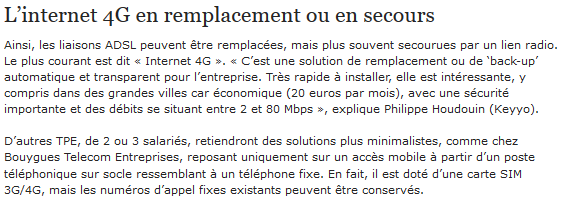 L’internet 4G en remplacement ou en secours
Ainsi, les liaisons ADSL peuvent être remplacées, mais plus souvent secourues par un lien radio.
Le plus courant est dit « Internet 4G ». « C’est une solution de remplacement ou de ‘back-up’
automatique et transparent pour l’entreprise. Très rapide à installer, elle est intéressante, y
compris dans des grandes villes car économique (20 euros par mois), avec une sécurité
importante et des débits se situant entre 2 et 80 Mbps », explique Philippe Houdouin (Keyyo).
D’autres TPE, de 2 ou 3 salariés, retiendront des solutions plus minimalistes, comme chez
Bouygues Telecom Entreprises, reposant uniquement sur un accès mobile à partir d’un poste
téléphonique sur socle ressemblant à un téléphone fixe. En fait, il est doté d’une carte SIM
3G/4G, mais les numéros d’appel fixes existants peuvent être conservés.